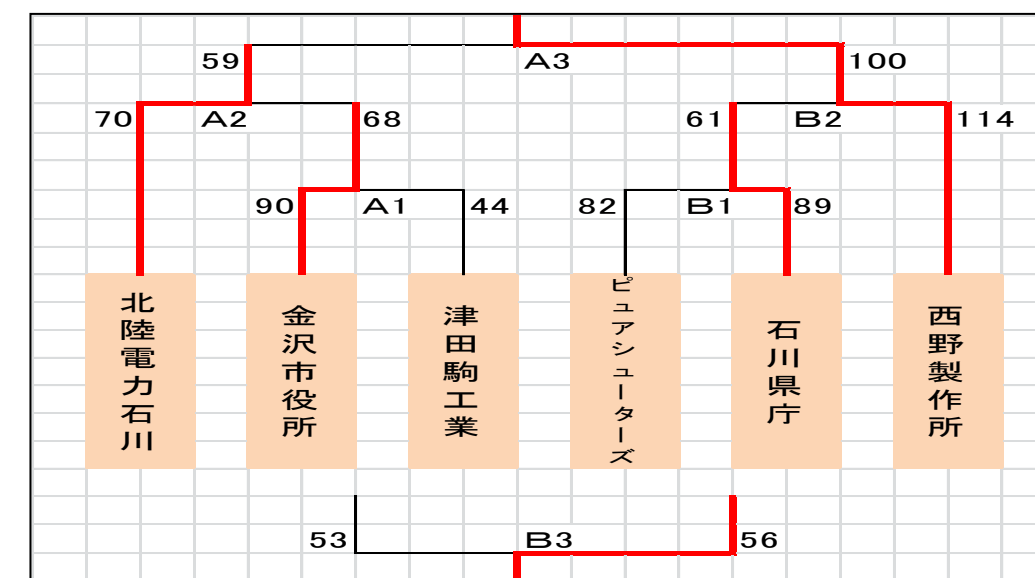 59 A3 100
70 A2 68 61 B2 114
90 A1 44 82 B1 89
北陸電力石川
金沢市役所
津田駒工業
ピュアシューターズ
石川県庁
西野製作所
53 B3 56